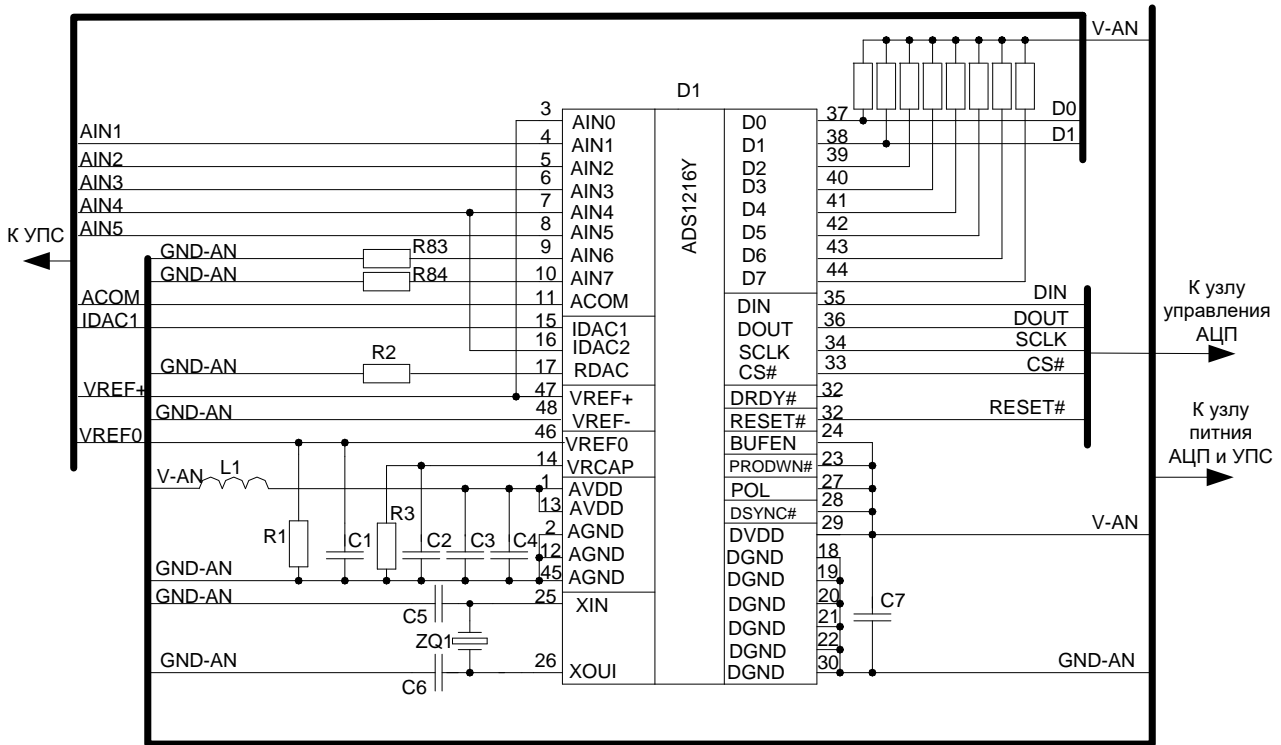 V-AN
D1
3 AIN0 D0 37 D0
AIN1 4 AIN1 D1 38 D1
AIN2 5 AIN2 D2 39
AIN3 6 AIN3 D3 40
AIN4 7 AIN4 D4 41
AIN5 8 AIN5 D5 42
К УПС
GND-AN R83 9 AIN6 D6 43
GND-AN R84 10 AIN7 D7 44
ADS1216Y
ACOM 11 ACOM DIN 35 DIN
IDAC1 15 IDAC1 DOUT 36 DOUT
16 IDAC2 SCLK 34 SCLK
GND-AN R2 17 RDAC CS# 33 CS#
К узлу
управления
АЦП
VREF+ 47 VREF+ DRDY# 32
GND-AN 48 VREF- RESET# 32 RESET#
VREF0 46 VREF0 BUFEN 24
14 VRCAP PRODWN# 23
К узлу
питния
АЦП и УПС
V-AN L1 1 AVDD POL 27
13 AVDD DSYNC# 28
R1 C1 R3 C2 C3 C4
2 AGND DVDD 29 V-AN
12 AGND DGND 18
GND-AN 45 AGND DGND 19
GND-AN C5 25 XIN DGND 20
C7
DGND 21
ZQ1
DGND 22
GND-AN C6 26 XOUI DGND 30 GND-AN